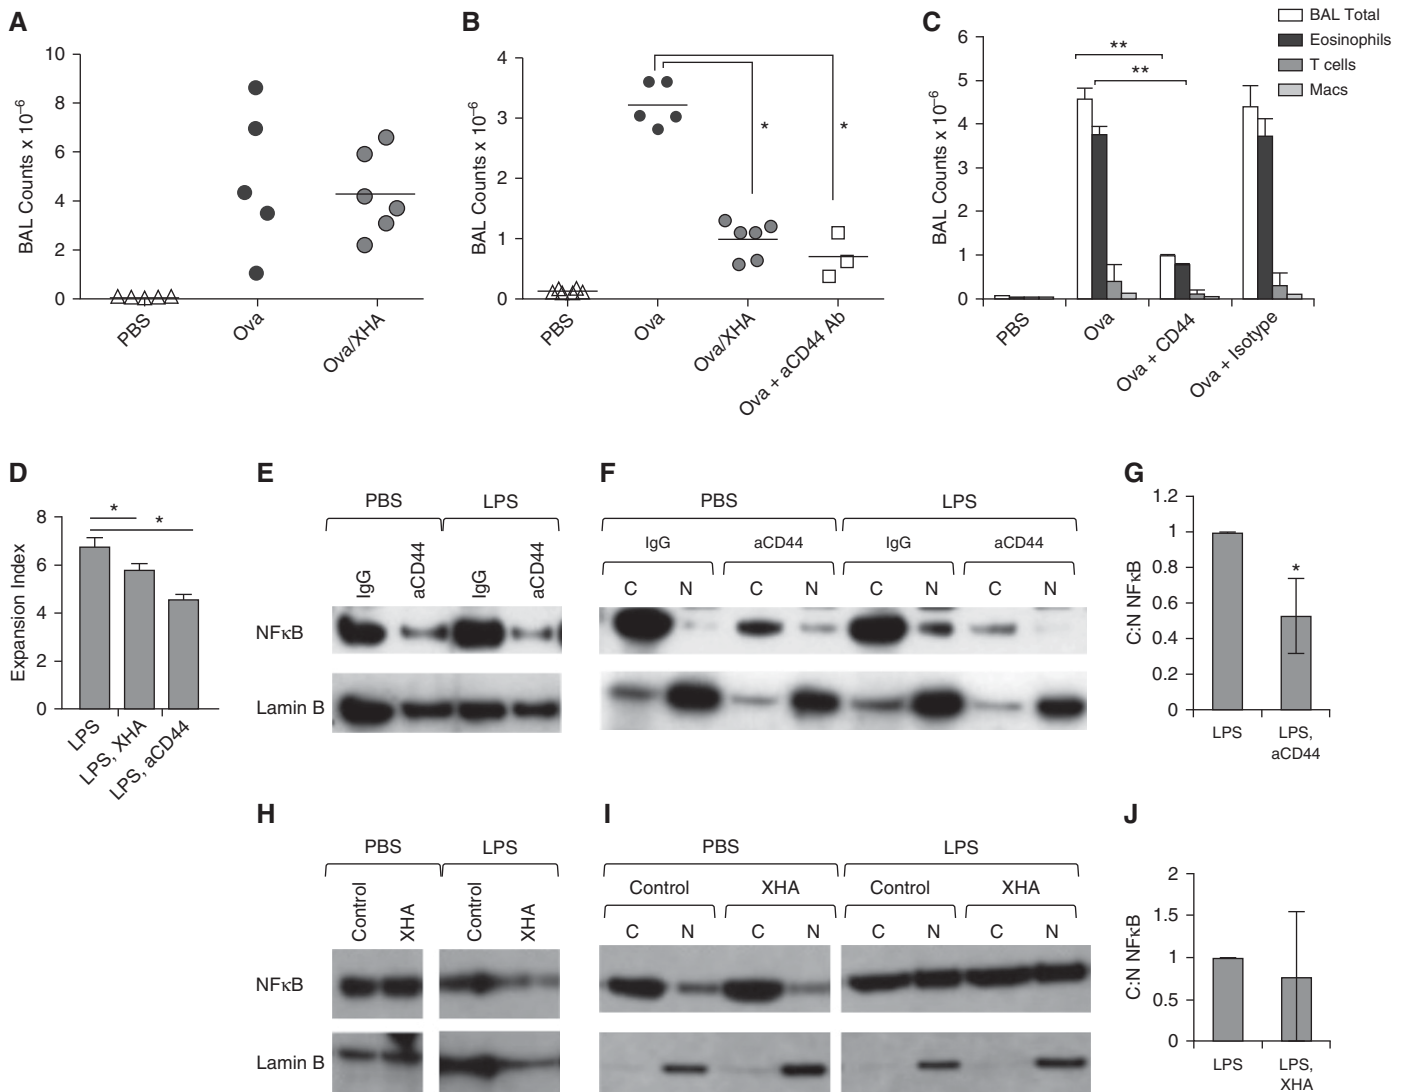 A
BAL Counts x 10–6
10
8
6
4
2
0
PBS
Ova
Ova/XHA
B
BAL Counts x 10–6
4
3
2
1
0
*
*
PBS
Ova
Ova/XHA
Ova + aCD44 Ab
C
BAL Total
Eosinophils
T cells
Macs
BAL Counts x 10–6
6
5
4
3
2
1
0
**
**
PBS
Ova
Ova + CD44
Ova + Isotype
D
Expansion Index
8
6
4
2
0
*
*
LPS
LPS, XHA
LPS, aCD44
E
PBS LPS
IgG aCD44 IgG aCD44
NFκB
Lamin B
F
PBS LPS
IgG aCD44 IgG aCD44
C N C N C N C N
G
C:N NFκB
1.2
1
0.8
0.6
0.4
0.2
0
*
LPS
LPS,
aCD44
H
PBS LPS
Control XHA Control XHA
NFκB
Lamin B
I
PBS LPS
Control XHA Control XHA
C N C N C N C N
J
C:N NFκB
2
1.5
1
0.5
0
LPS
LPS,
XHA